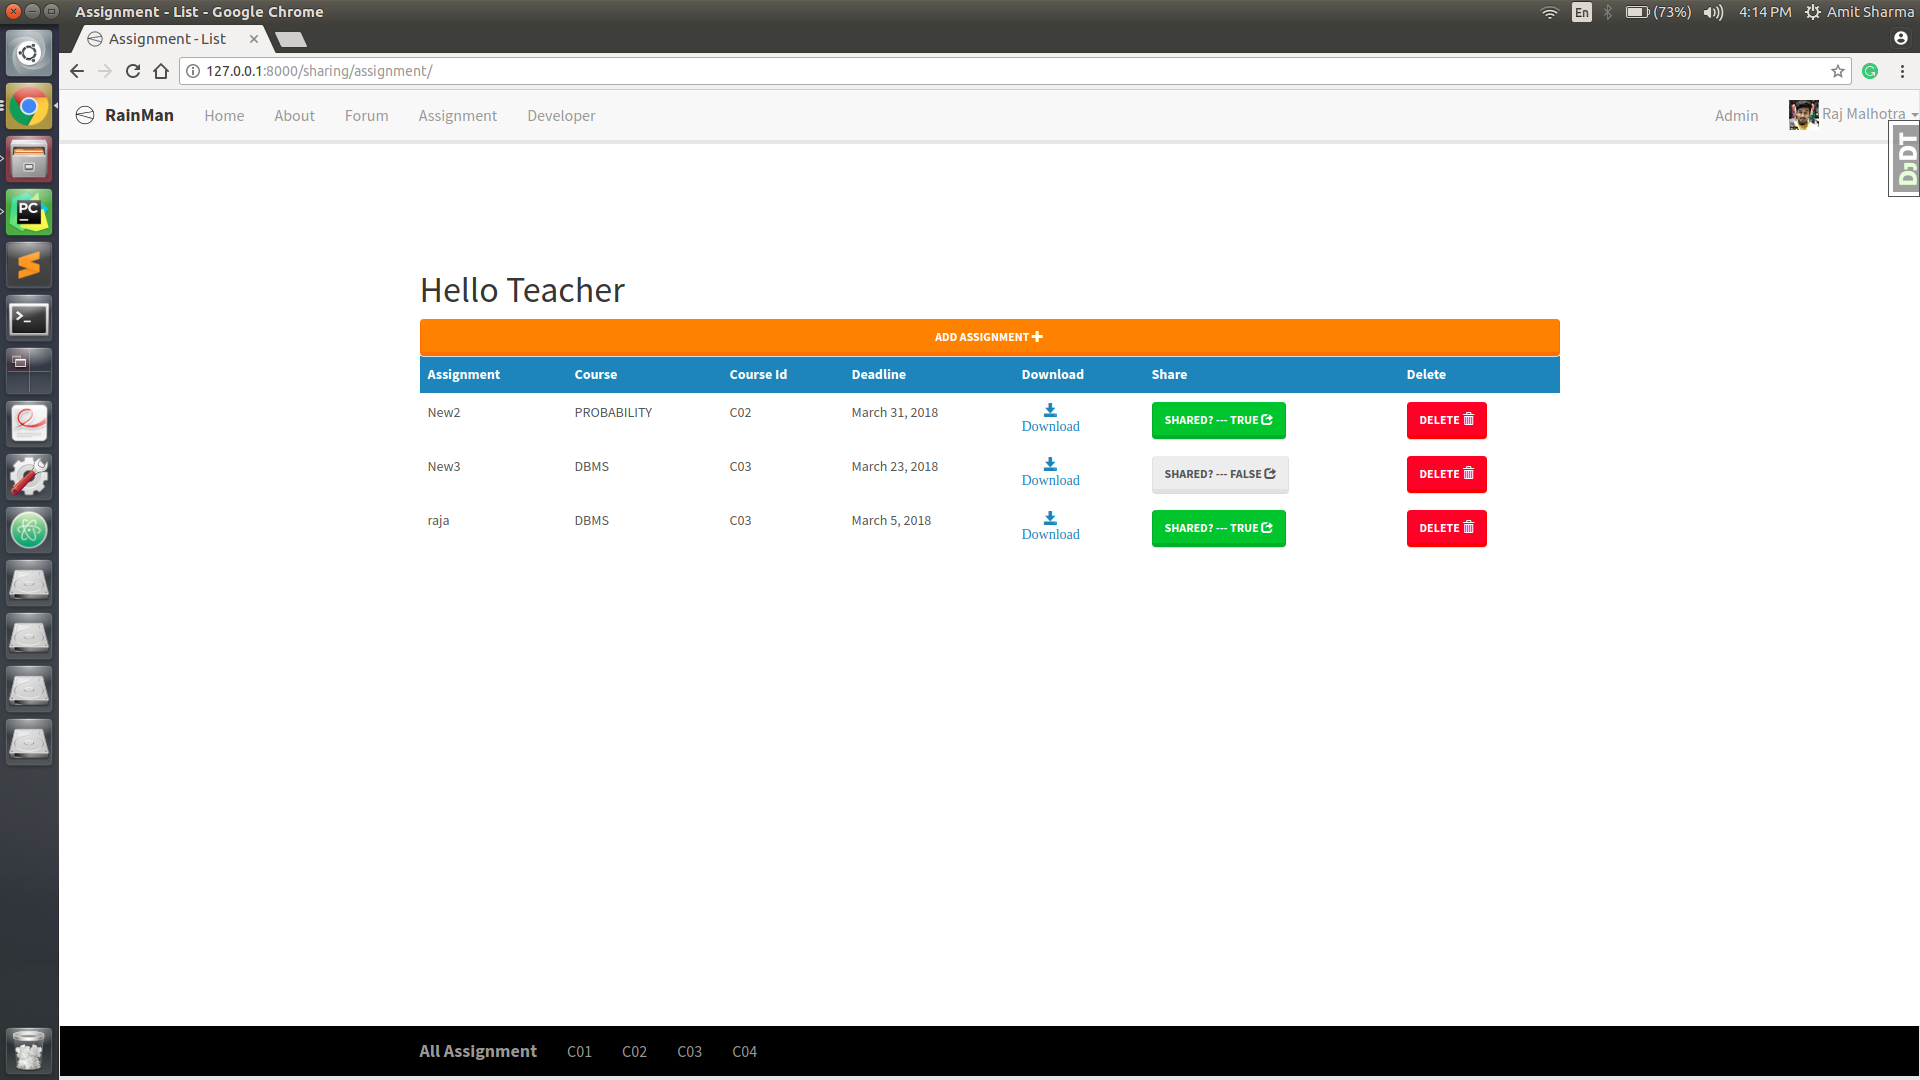 Assignment - List - Google Chrome
En
(73%)
4:14 PM
Amit Sharma
Assignment - List
127.0.0.1:8000/sharing/assignment/
RainMan Home About Forum Assignment Developer Admin Raj Malhotra
DJDT
Hello Teacher
ADD ASSIGNMENT
Assignment Course Course Id Deadline Download Share Delete
New2 PROBABILITY C02 March 31, 2018 Download SHARED? --- TRUE DELETE
New3 DBMS C03 March 23, 2018 Download SHARED? --- FALSE DELETE
raja DBMS C03 March 5, 2018 Download SHARED? --- TRUE DELETE
PC
All Assignment C01 C02 C03 C04